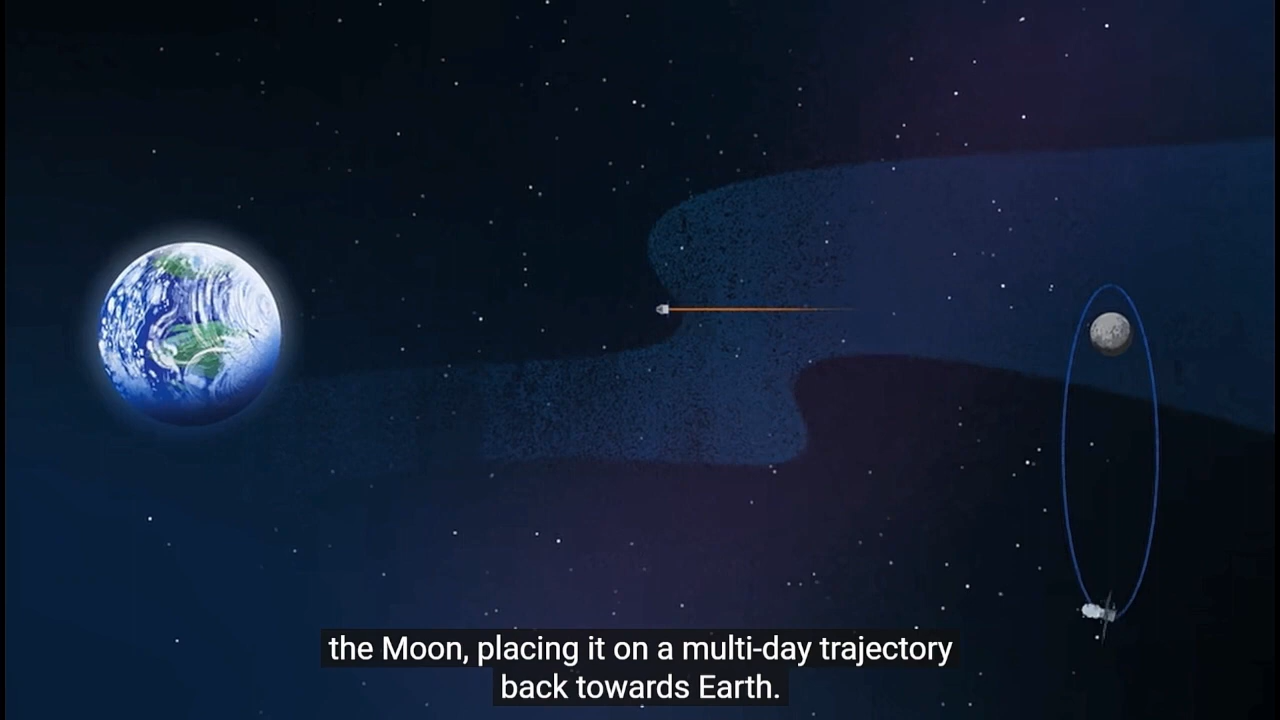 the Moon, placing it on a multi-day trajectory
back towards Earth.